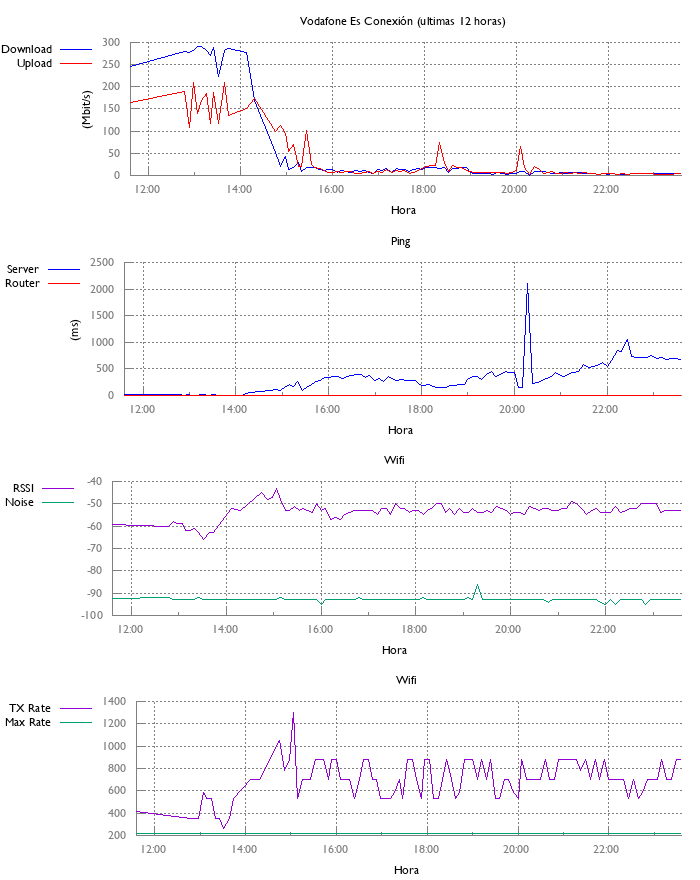 Vodafone Es Conexión (ultimas 12 horas)
Download
Upload
300
250
200
150
100
50
0
(Mbit/s)
12:00 14:00 16:00 18:00 20:00 22:00
Hora
Ping
Server
Router
2500
2000
1500
1000
500
0
(ms)
12:00 14:00 16:00 18:00 20:00 22:00
Hora
Wifi
RSSI
Noise
-40
-50
-60
-70
-80
-90
-100
12:00 14:00 16:00 18:00 20:00 22:00
Hora
Wifi
TX Rate
Max Rate
1400
1200
1000
800
600
400
200
12:00 14:00 16:00 18:00 20:00 22:00
Hora